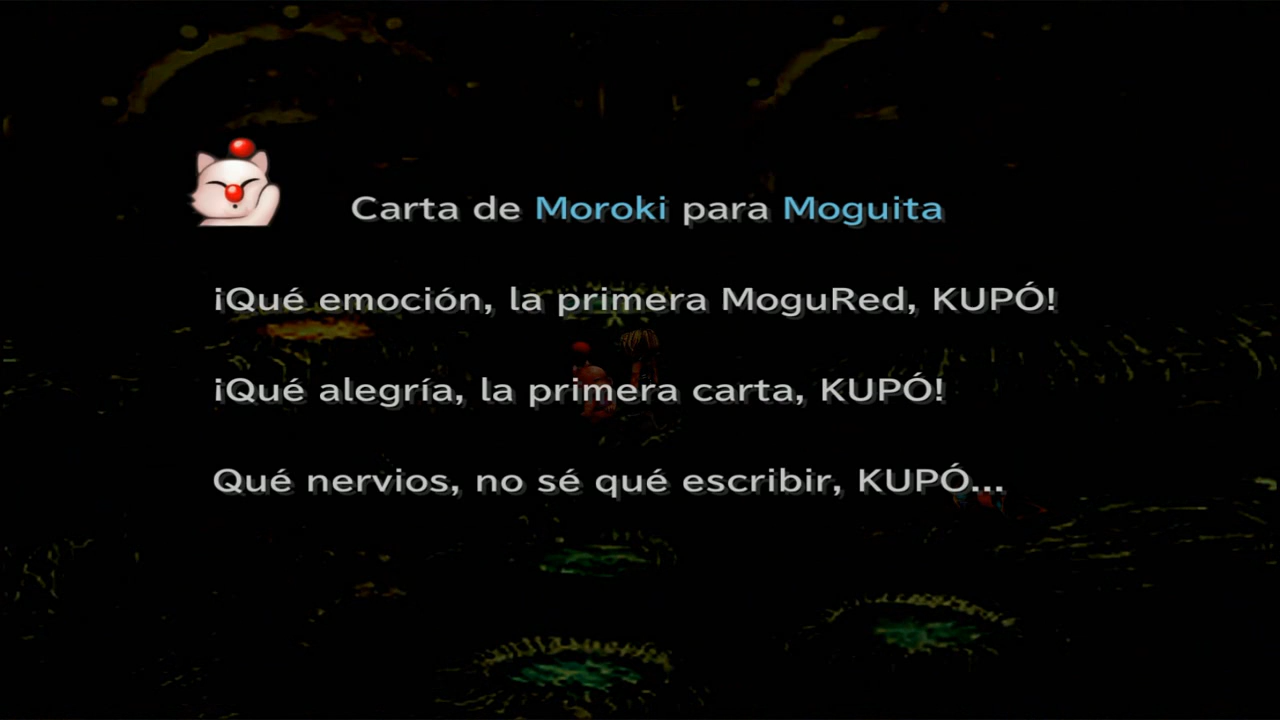 Carta de Moroki para Moguita
¡Qué emoción, la primera MoguRed, KUPÓ!
¡Qué alegría, la primera carta, KUPÓ!
Qué nervios, no sé qué escribir, KUPÓ...